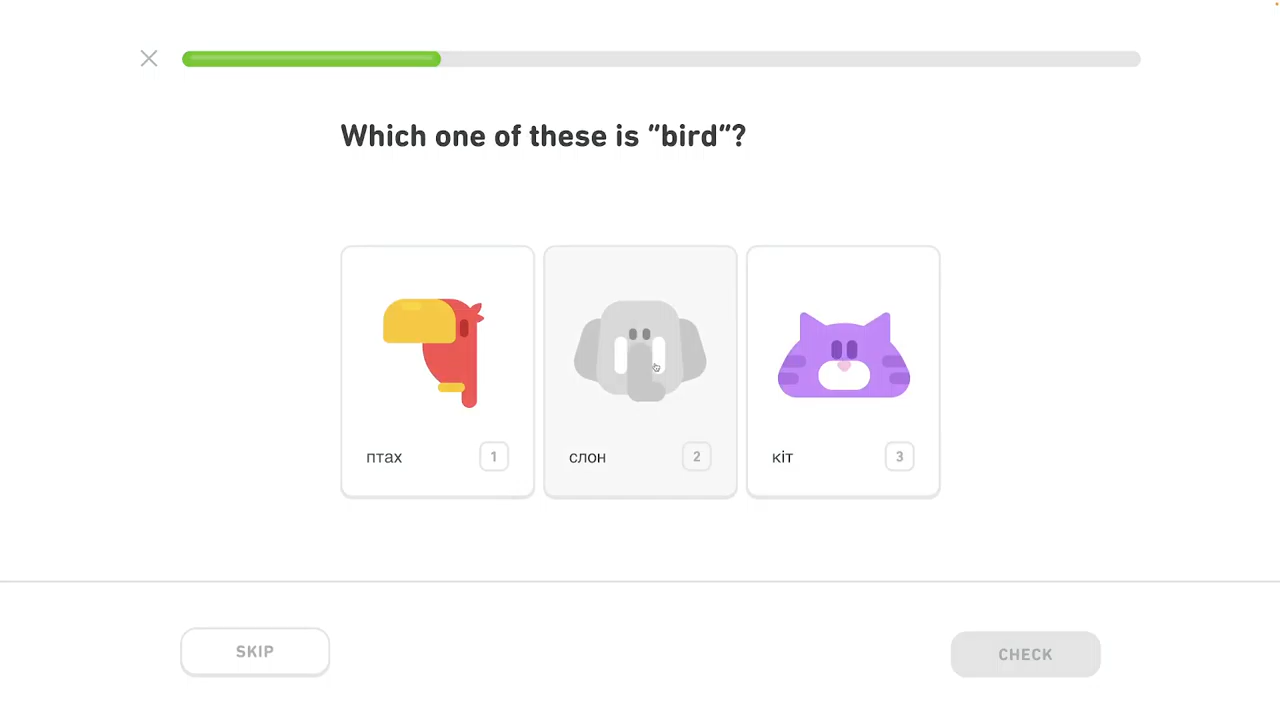 Which one of these is "bird"?
птах 1
слон 2
кіт 3
SKIP
CHECK